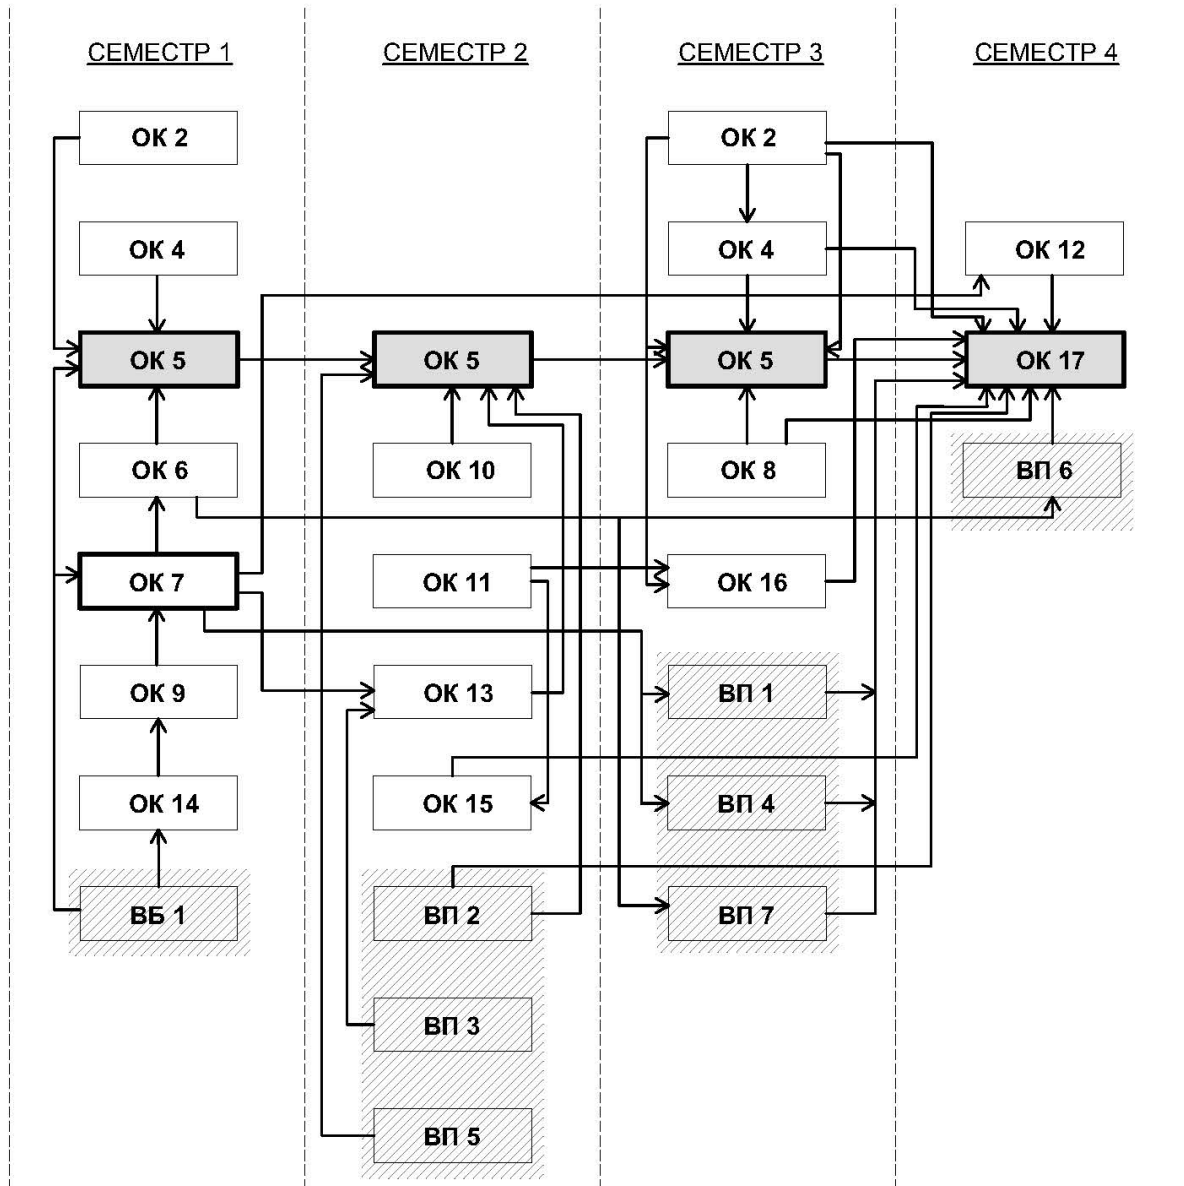 СЕМЕСТР 1
ОК 2
ОК 4
ОК 5
ОК 6
ОК 7
ОК 9
ОК 14
ВБ 1
СЕМЕСТР 2
ОК 5
ОК 10
ОК 11
ОК 13
ОК 15
ВП 2
ВП 3
ВП 5
СЕМЕСТР 3
ОК 2
ОК 4
ОК 5
ОК 8
ОК 16
ВП 1
ВП 4
ВП 7
СЕМЕСТР 4
ОК 12
ОК 17
ВП 6